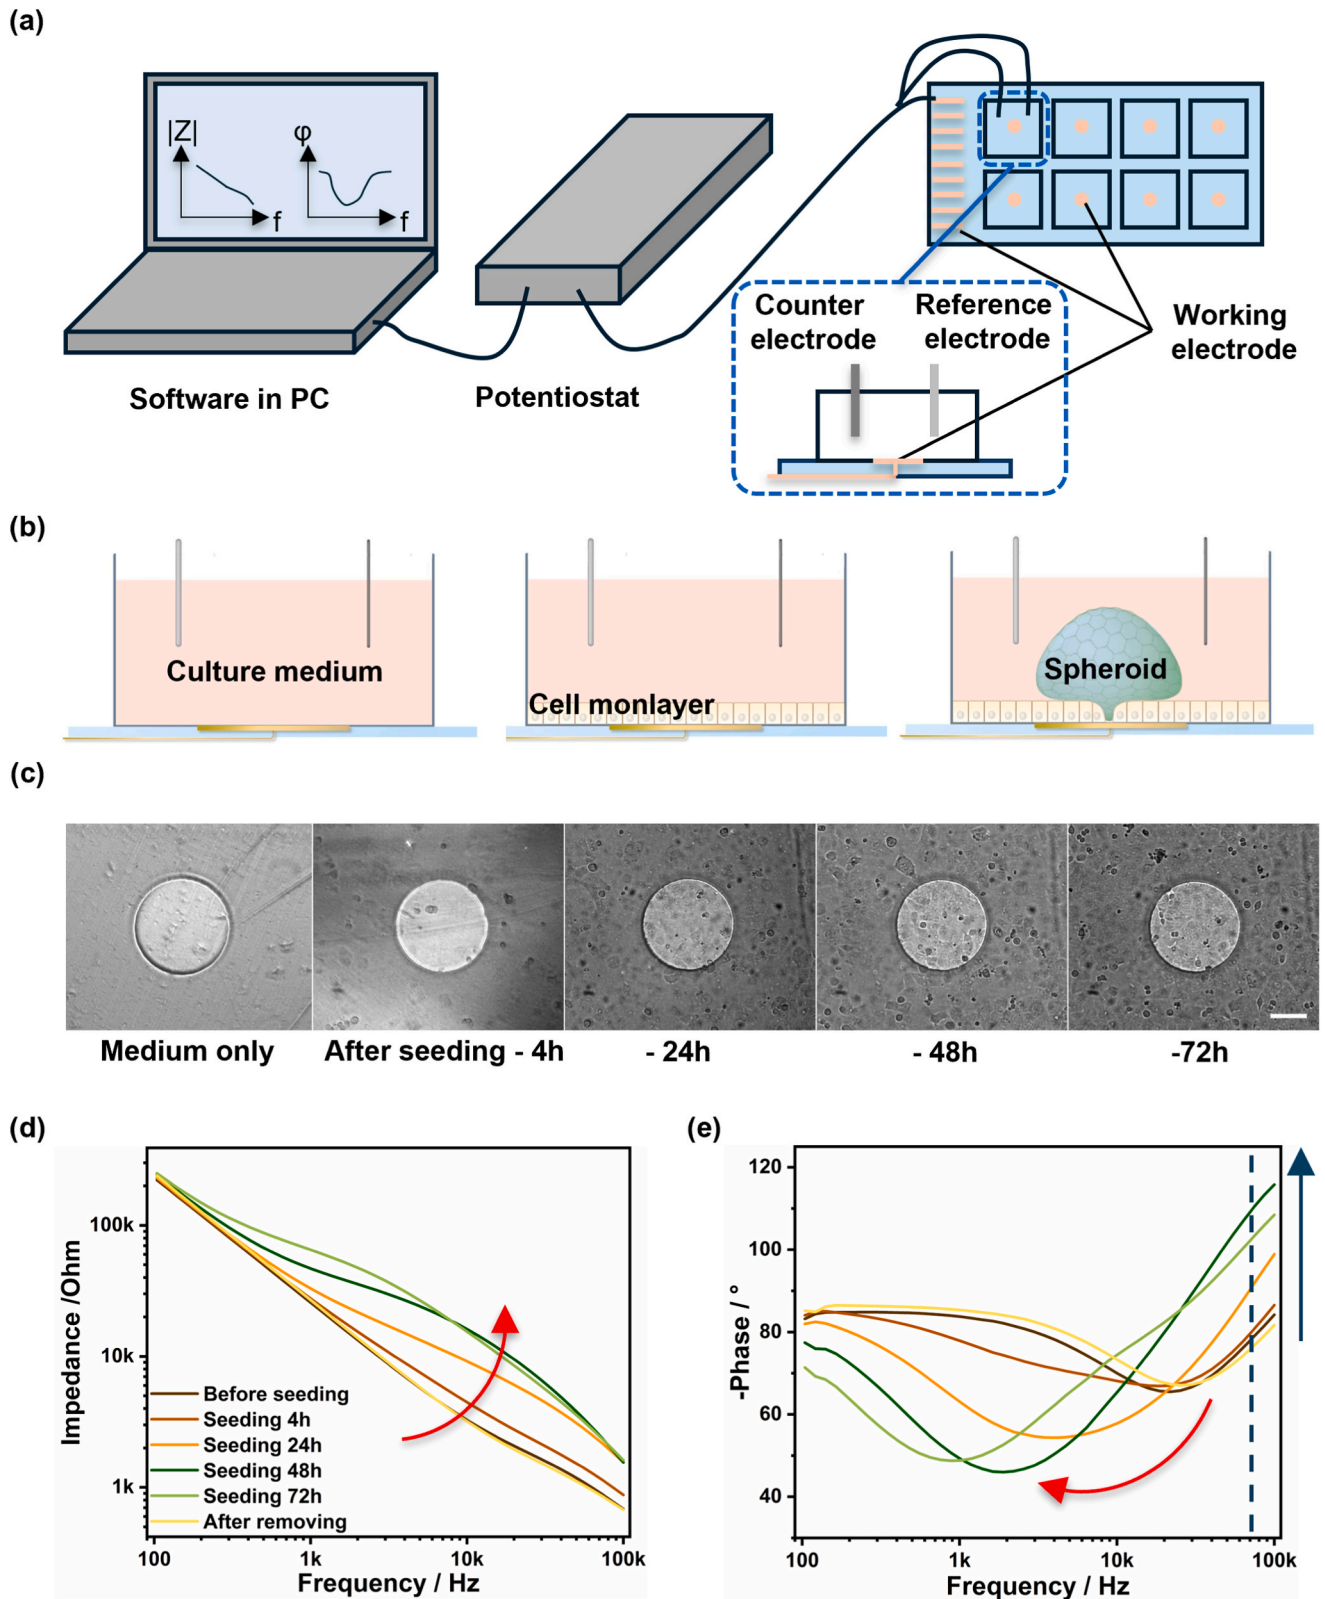 (a)
|Z|
f
φ
f
Software in PC
Potentiostat
Counter
electrode
Reference
electrode
Working
electrode
(b)
Culture medium
Cell monlayer
Spheroid
(c)
Medium only
After seeding - 4h
- 24h
- 48h
-72h
(d)
Impedance /Ohm
100k
10k
1k
Before seeding
Seeding 4h
Seeding 24h
Seeding 48h
Seeding 72h
After removing
100
1k
10k
100k
Frequency / Hz
(e)
-Phase / °
120
100
80
60
40
100
1k
10k
100k
Frequency / Hz